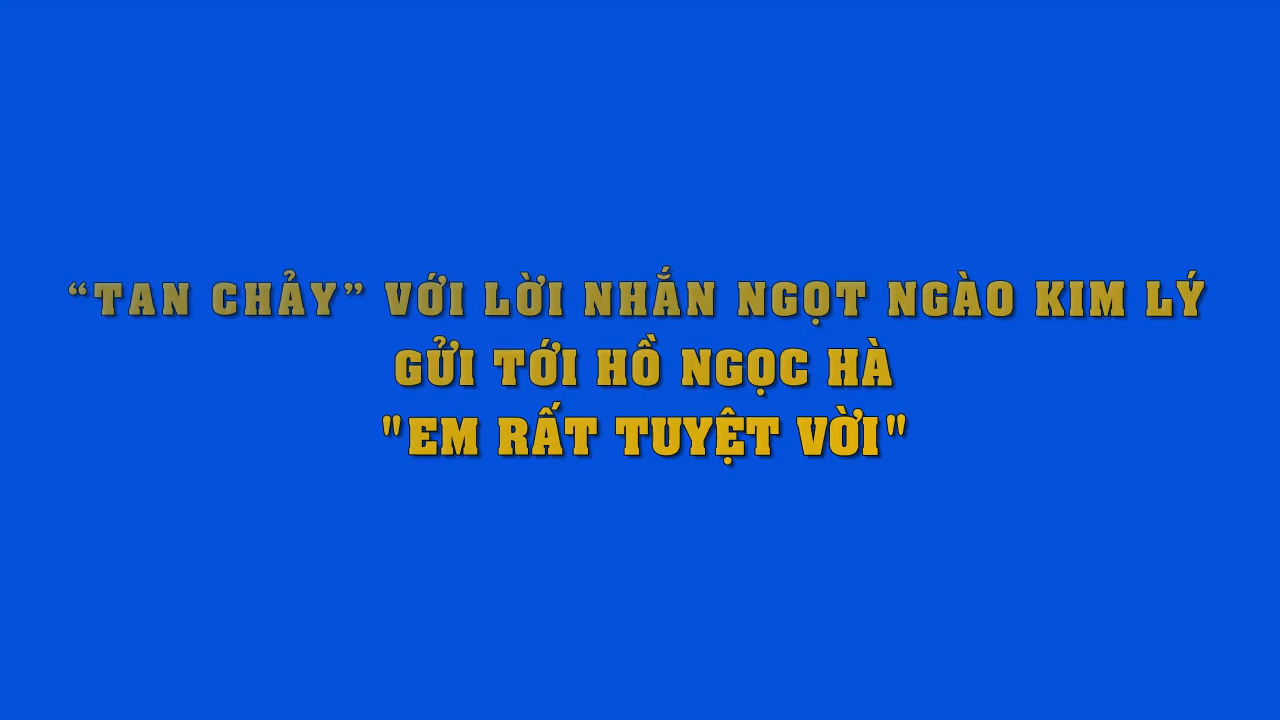 “TAN CHẢY” VỚI LỜI NHẮN NGỌT NGÀO KIM LÝ
GỬI TỚI HỒ NGỌC HÀ
"EM RẤT TUYỆT VỜI"